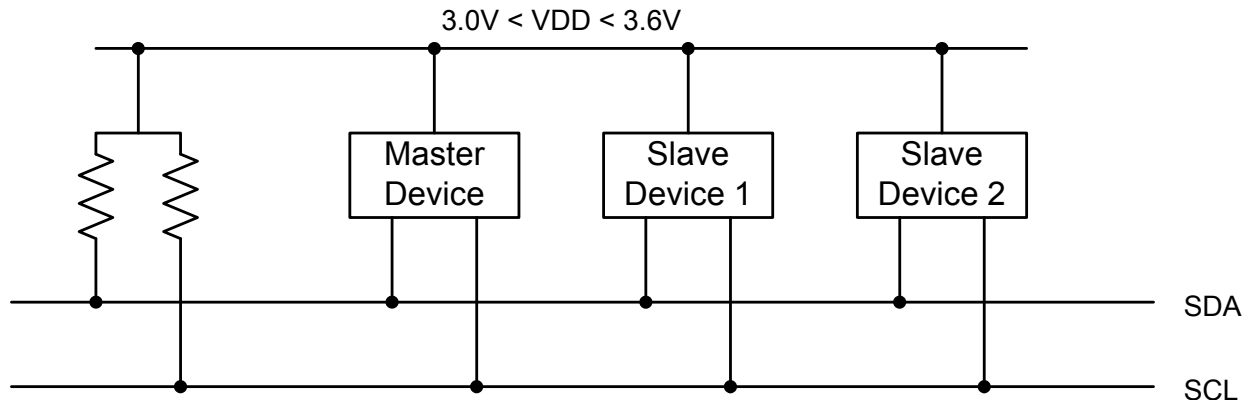 3.0V < VDD < 3.6V
Master
Device
Slave
Device 1
Slave
Device 2
SDA
SCL